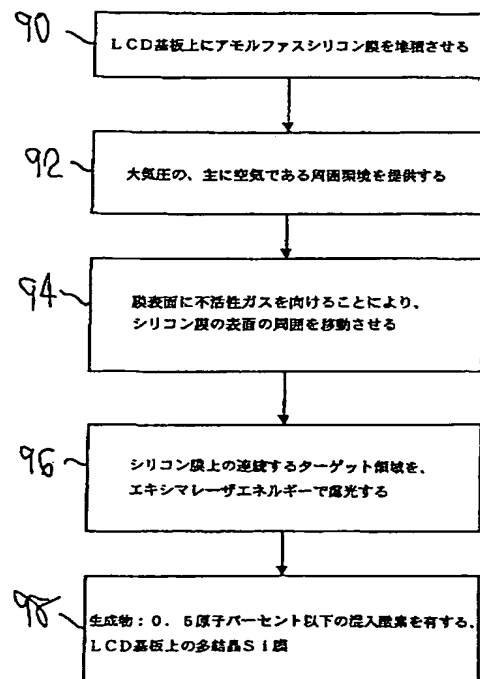 90
LCD基板上にアモルファスシリコン膜を堆積させる
92
大気圧の、主に空気である周囲環境を提供する
94
膜表面に不活性ガスを向けることにより、
シリコン膜の表面の周囲を移動させる
96
シリコン膜上の連続するターゲット領域を、
エキシマレーザエネルギーで露光する
98
生成物：0．5原子パーセント以下の混入酸素を有する、
LCD基板上の多結晶Si膜